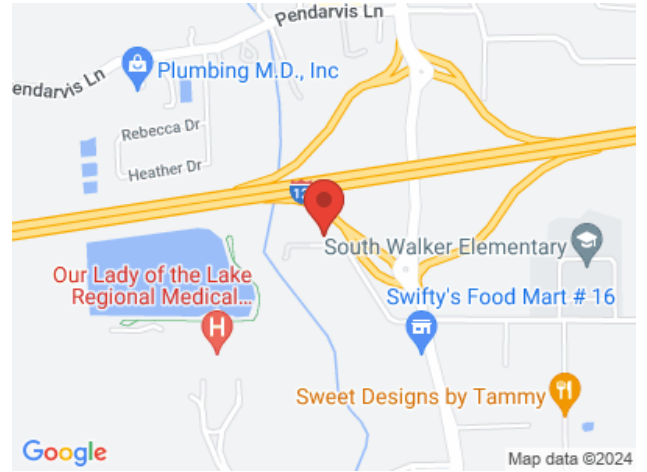 Pendarvis Ln
Plumbing M.D., Inc
endarvis Ln
Rebecca Dr
Heather Dr
South Walker Elementary
Our Lady of the Lake
Regional Medical...
H
Swifty's Food Mart # 16
Sweet Designs by Tammy
Google
Map data ©2024